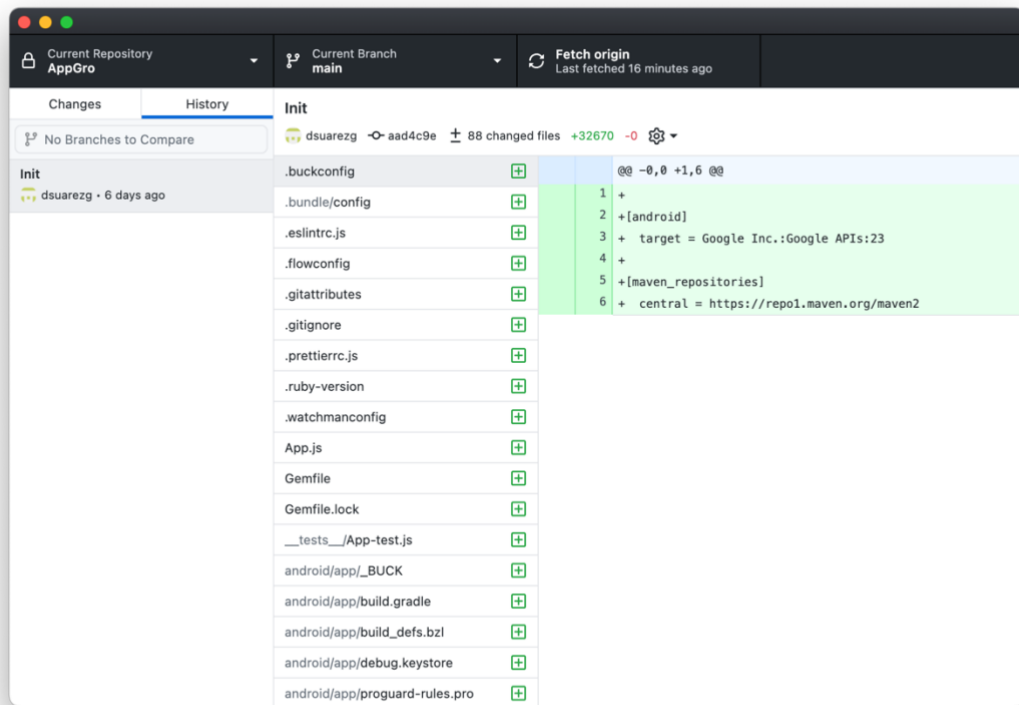 Current Repository
AppGro
Current Branch
main
Fetch origin
Last fetched 16 minutes ago
Changes
History
No Branches to Compare
Init
dsuarezg • 6 days ago
Init
dsuarezg aad4c9e 88 changed files +32670 -0
.buckconfig
.bundle/config
.eslintrc.js
.flowconfig
.gitattributes
.gitignore
.prettierrc.js
.ruby-version
.watchmanconfig
App.js
Gemfile
Gemfile.lock
__tests__/App-test.js
android/app/_BUCK
android/app/build.gradle
android/app/build_defs.bzl
android/app/debug.keystore
android/app/proguard-rules.pro
@@ -0,0 +1,6 @@
1 +
2 +[android]
3 +  target = Google Inc.:Google APIs:23
4 +
5 +[maven_repositories]
6 +  central = https://repo1.maven.org/maven2